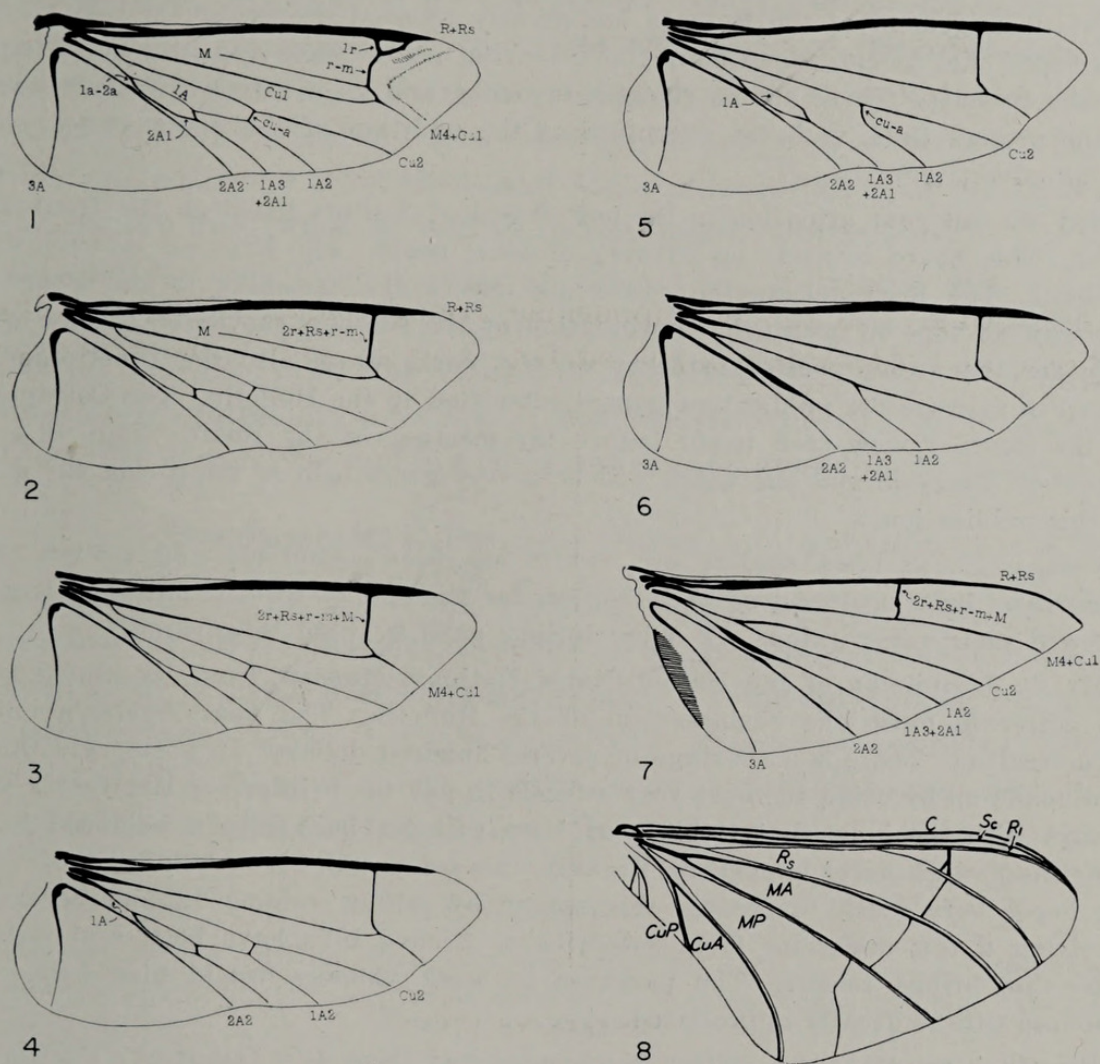 R+Rs
1r
M
r-m
1a-2a
1A
Cu1
2A1
cu-a
M4+Cu1
Cu2
3A
2A2
1A3
+2A1
1A2
1
1A
cu-a
Cu2
3A
2A2
1A3
+2A1
1A2
5
R+Rs
M
2r+Rs+r-m
2
3A
2A2
1A3
+2A1
1A2
6
2r+Rs+r-m+M
M4+Cu1
3
R+Rs
2r+Rs+r-m+M
M4+Cu1
Cu2
1A2
1A3+2A1
2A2
3A
7
1A
Cu2
2A2
1A2
4
C
Sc
R1
Rs
MA
MP
CuP
CuA
8